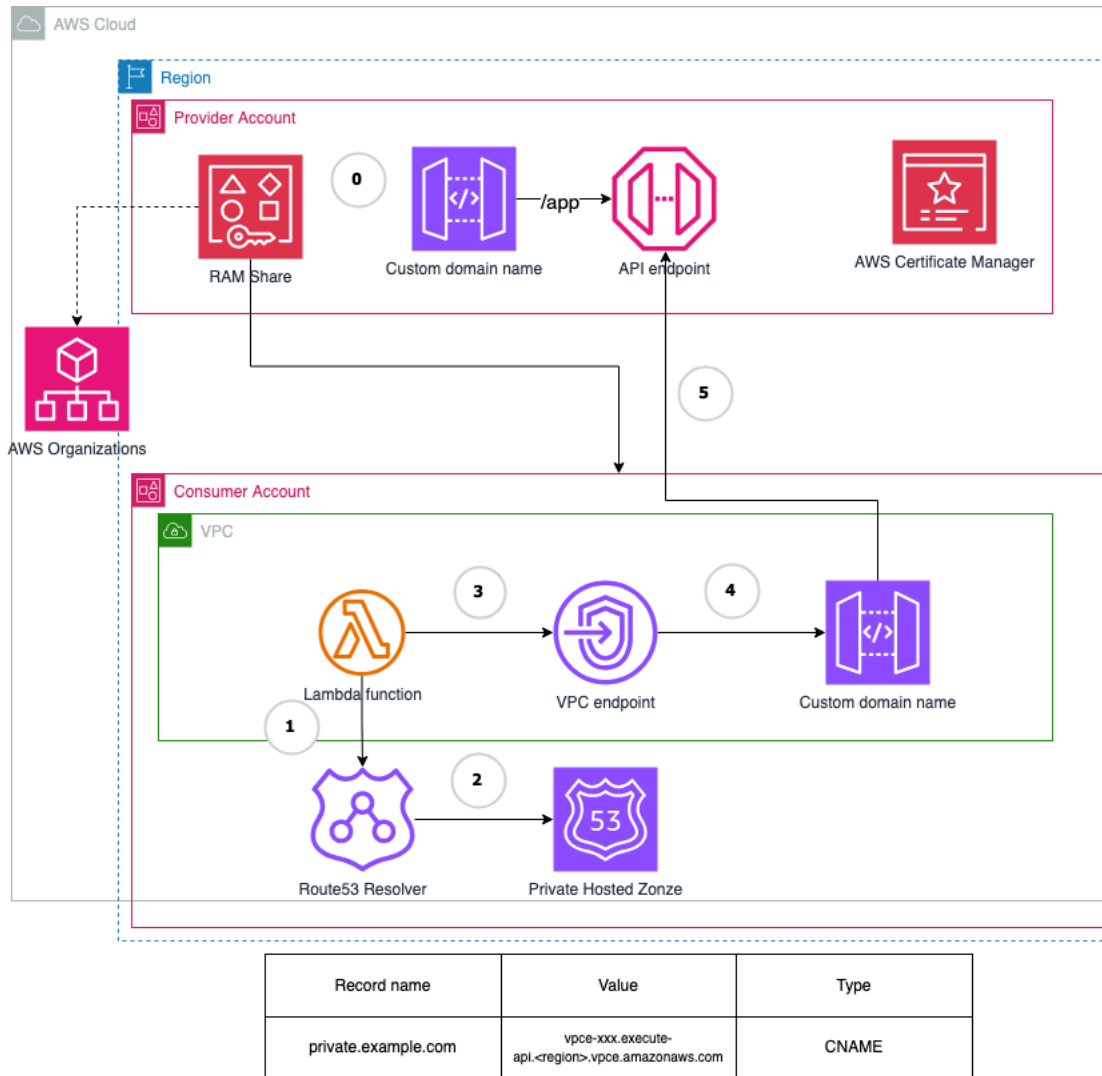 AWS Cloud
Region
Provider Account
0
/app
RAM Share
Custom domain name
API endpoint
AWS Certificate Manager
AWS Organizations
5
Consumer Account
VPC
3
4
Lambda function
VPC endpoint
Custom domain name
1
2
53
Route53 Resolver
Private Hosted Zonze
Record name
Value
Type
private.example.com
vpce-xxx.execute-
api.<region>.vpce.amazonaws.com
CNAME